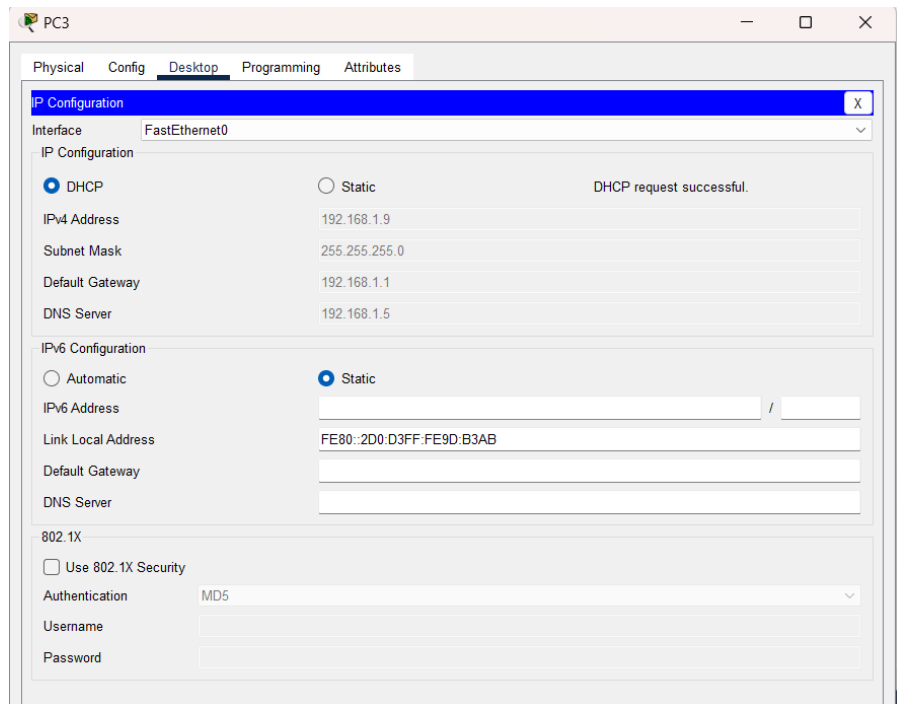 PC3
Physical Config Desktop Programming Attributes
IP Configuration X
Interface FastEthernet0
IP Configuration
DHCP Static DHCP request successful.
IPv4 Address 192.168.1.9
Subnet Mask 255.255.255.0
Default Gateway 192.168.1.1
DNS Server 192.168.1.5
IPv6 Configuration
Automatic Static
IPv6 Address /
Link Local Address FE80::2D0:D3FF:FE9D:B3AB
Default Gateway
DNS Server
802.1X
Use 802.1X Security
Authentication MD5
Username
Password